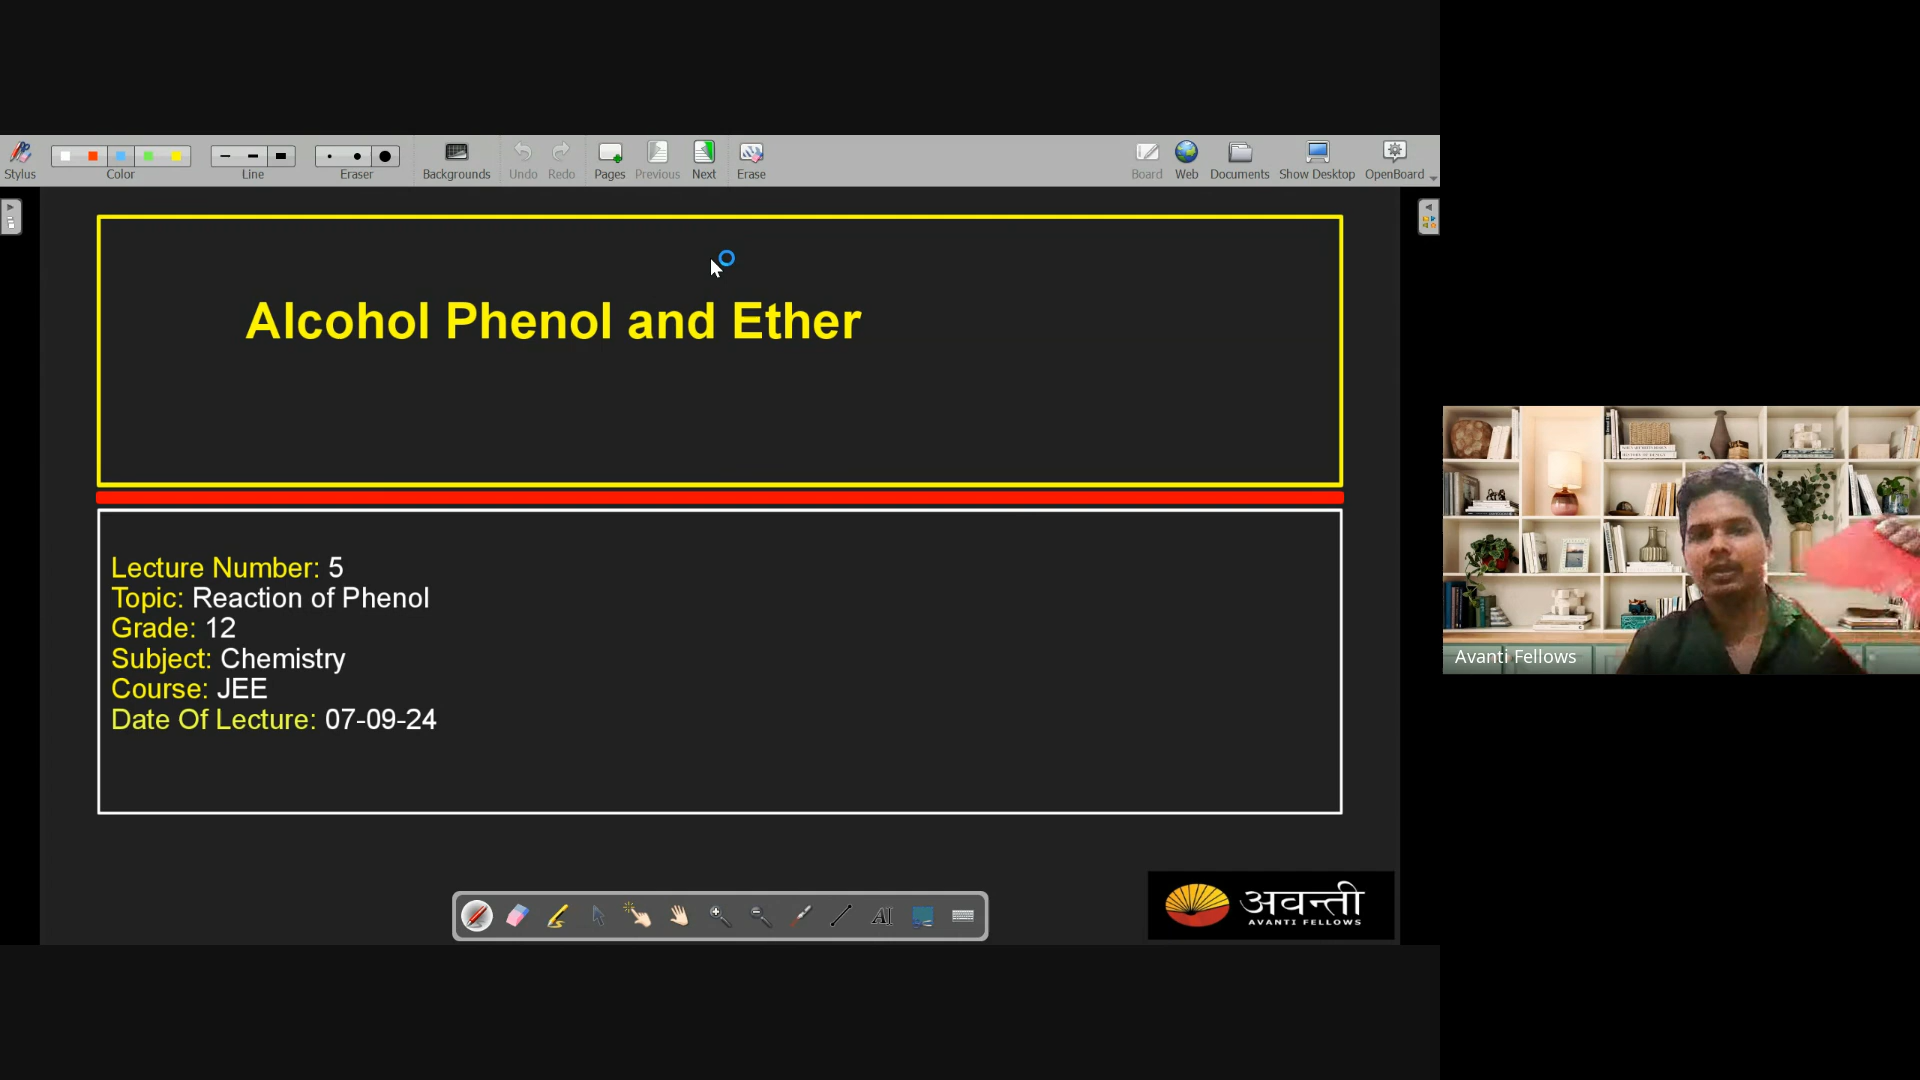 Stylus
Color
Line
Eraser
Backgrounds
Undo
Redo
Pages
Previous
Next
Erase
Board
Web
Documents
Show Desktop
OpenBoard
Alcohol Phenol and Ether
Lecture Number: 5
Topic: Reaction of Phenol
Grade: 12
Subject: Chemistry
Course: JEE
Date Of Lecture: 07-09-24
अवन्ती
AVANTI FELLOWS
Avanti Fellows